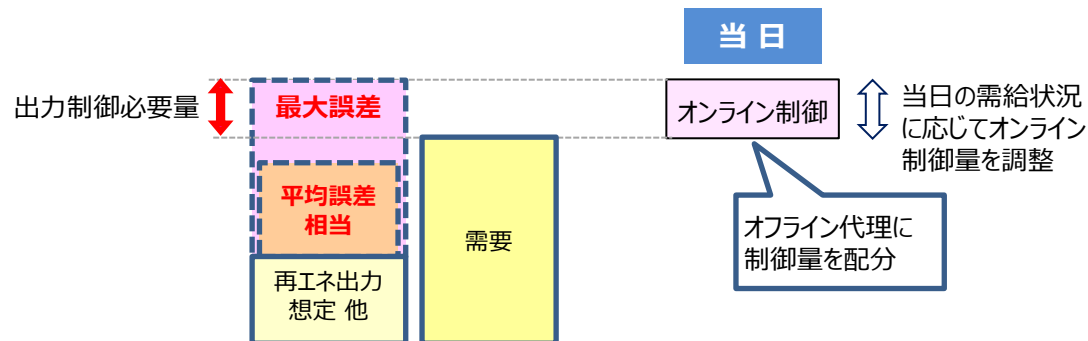 当日
出力制御必要量
最大誤差
平均誤差
相当
再エネ出力
想定 他
需要
オンライン制御
当日の需給状況
に応じてオンライン
制御量を調整
オフライン代理に
制御量を配分